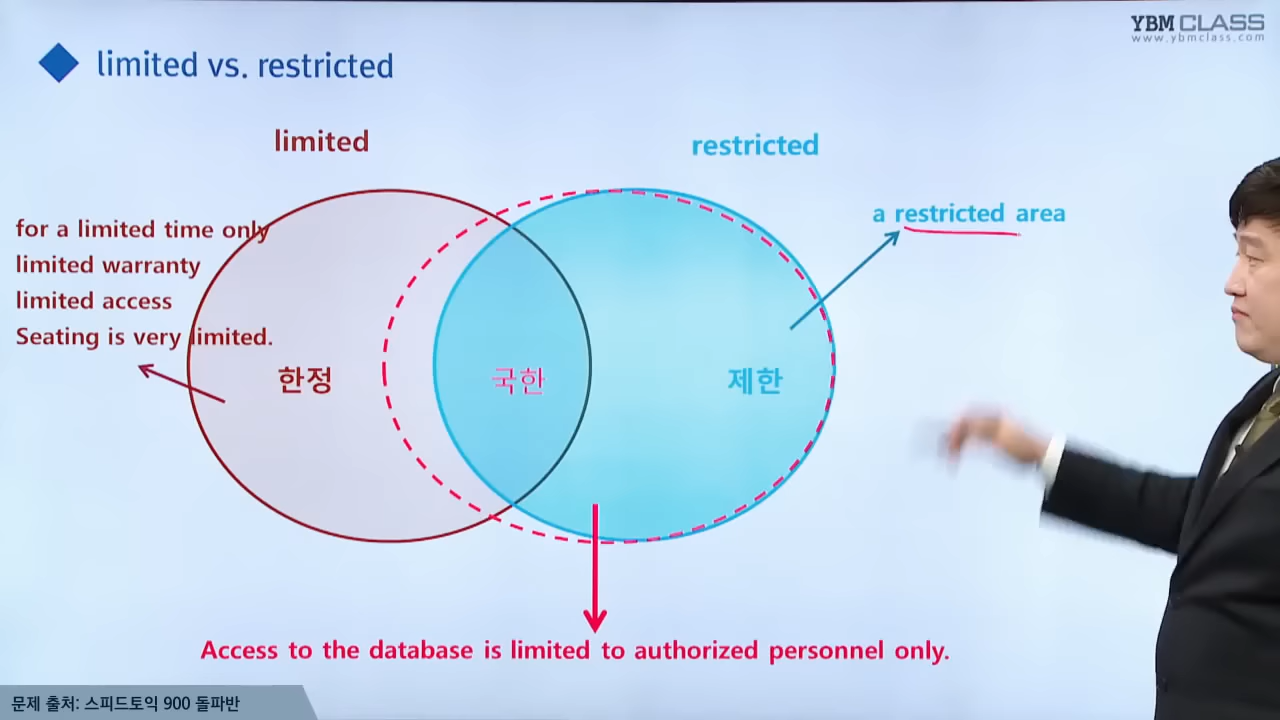 YBM CLASS
www.ybmclass.com
limited vs. restricted
limited
restricted
for a limited time only
limited warranty
limited access
Seating is very limited.
a restricted area
한정
국한
제한
Access to the database is limited to authorized personnel only.
문제 출처: 스피드토익 900 돌파반